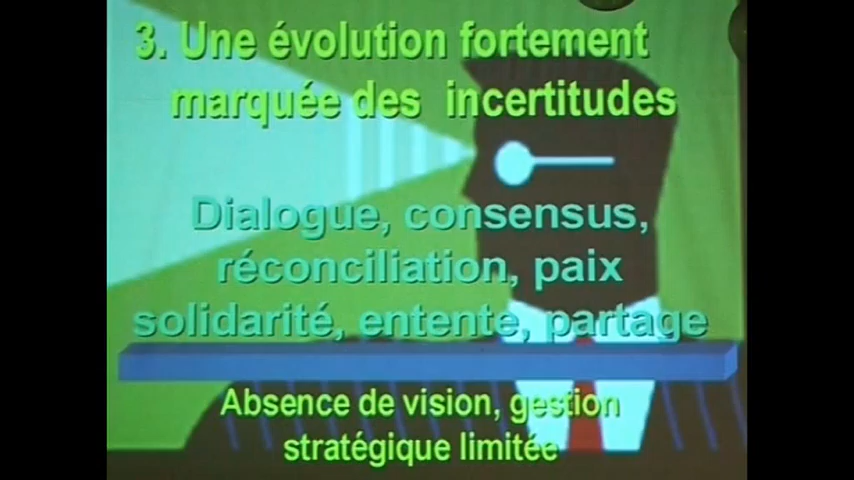 3. Une évolution fortement
marquée des incertitudes
Dialogue, consensus,
réconciliation, paix
solidarité, entente, partage
Absence de vision, gestion
stratégique limitée